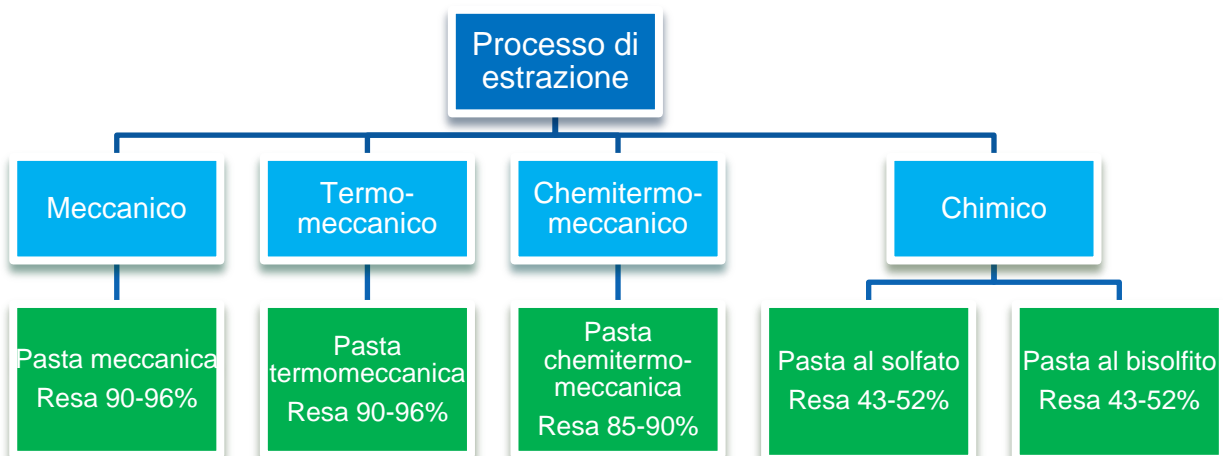 Processo di
estrazione
Meccanico
Termo-
meccanico
Chemitermo-
meccanico
Chimico
Pasta meccanica
Resa 90-96%
Pasta
termomeccanica
Resa 90-96%
Pasta
chemitermo-
meccanica
Resa 85-90%
Pasta al solfato
Resa 43-52%
Pasta al bisolfito
Resa 43-52%